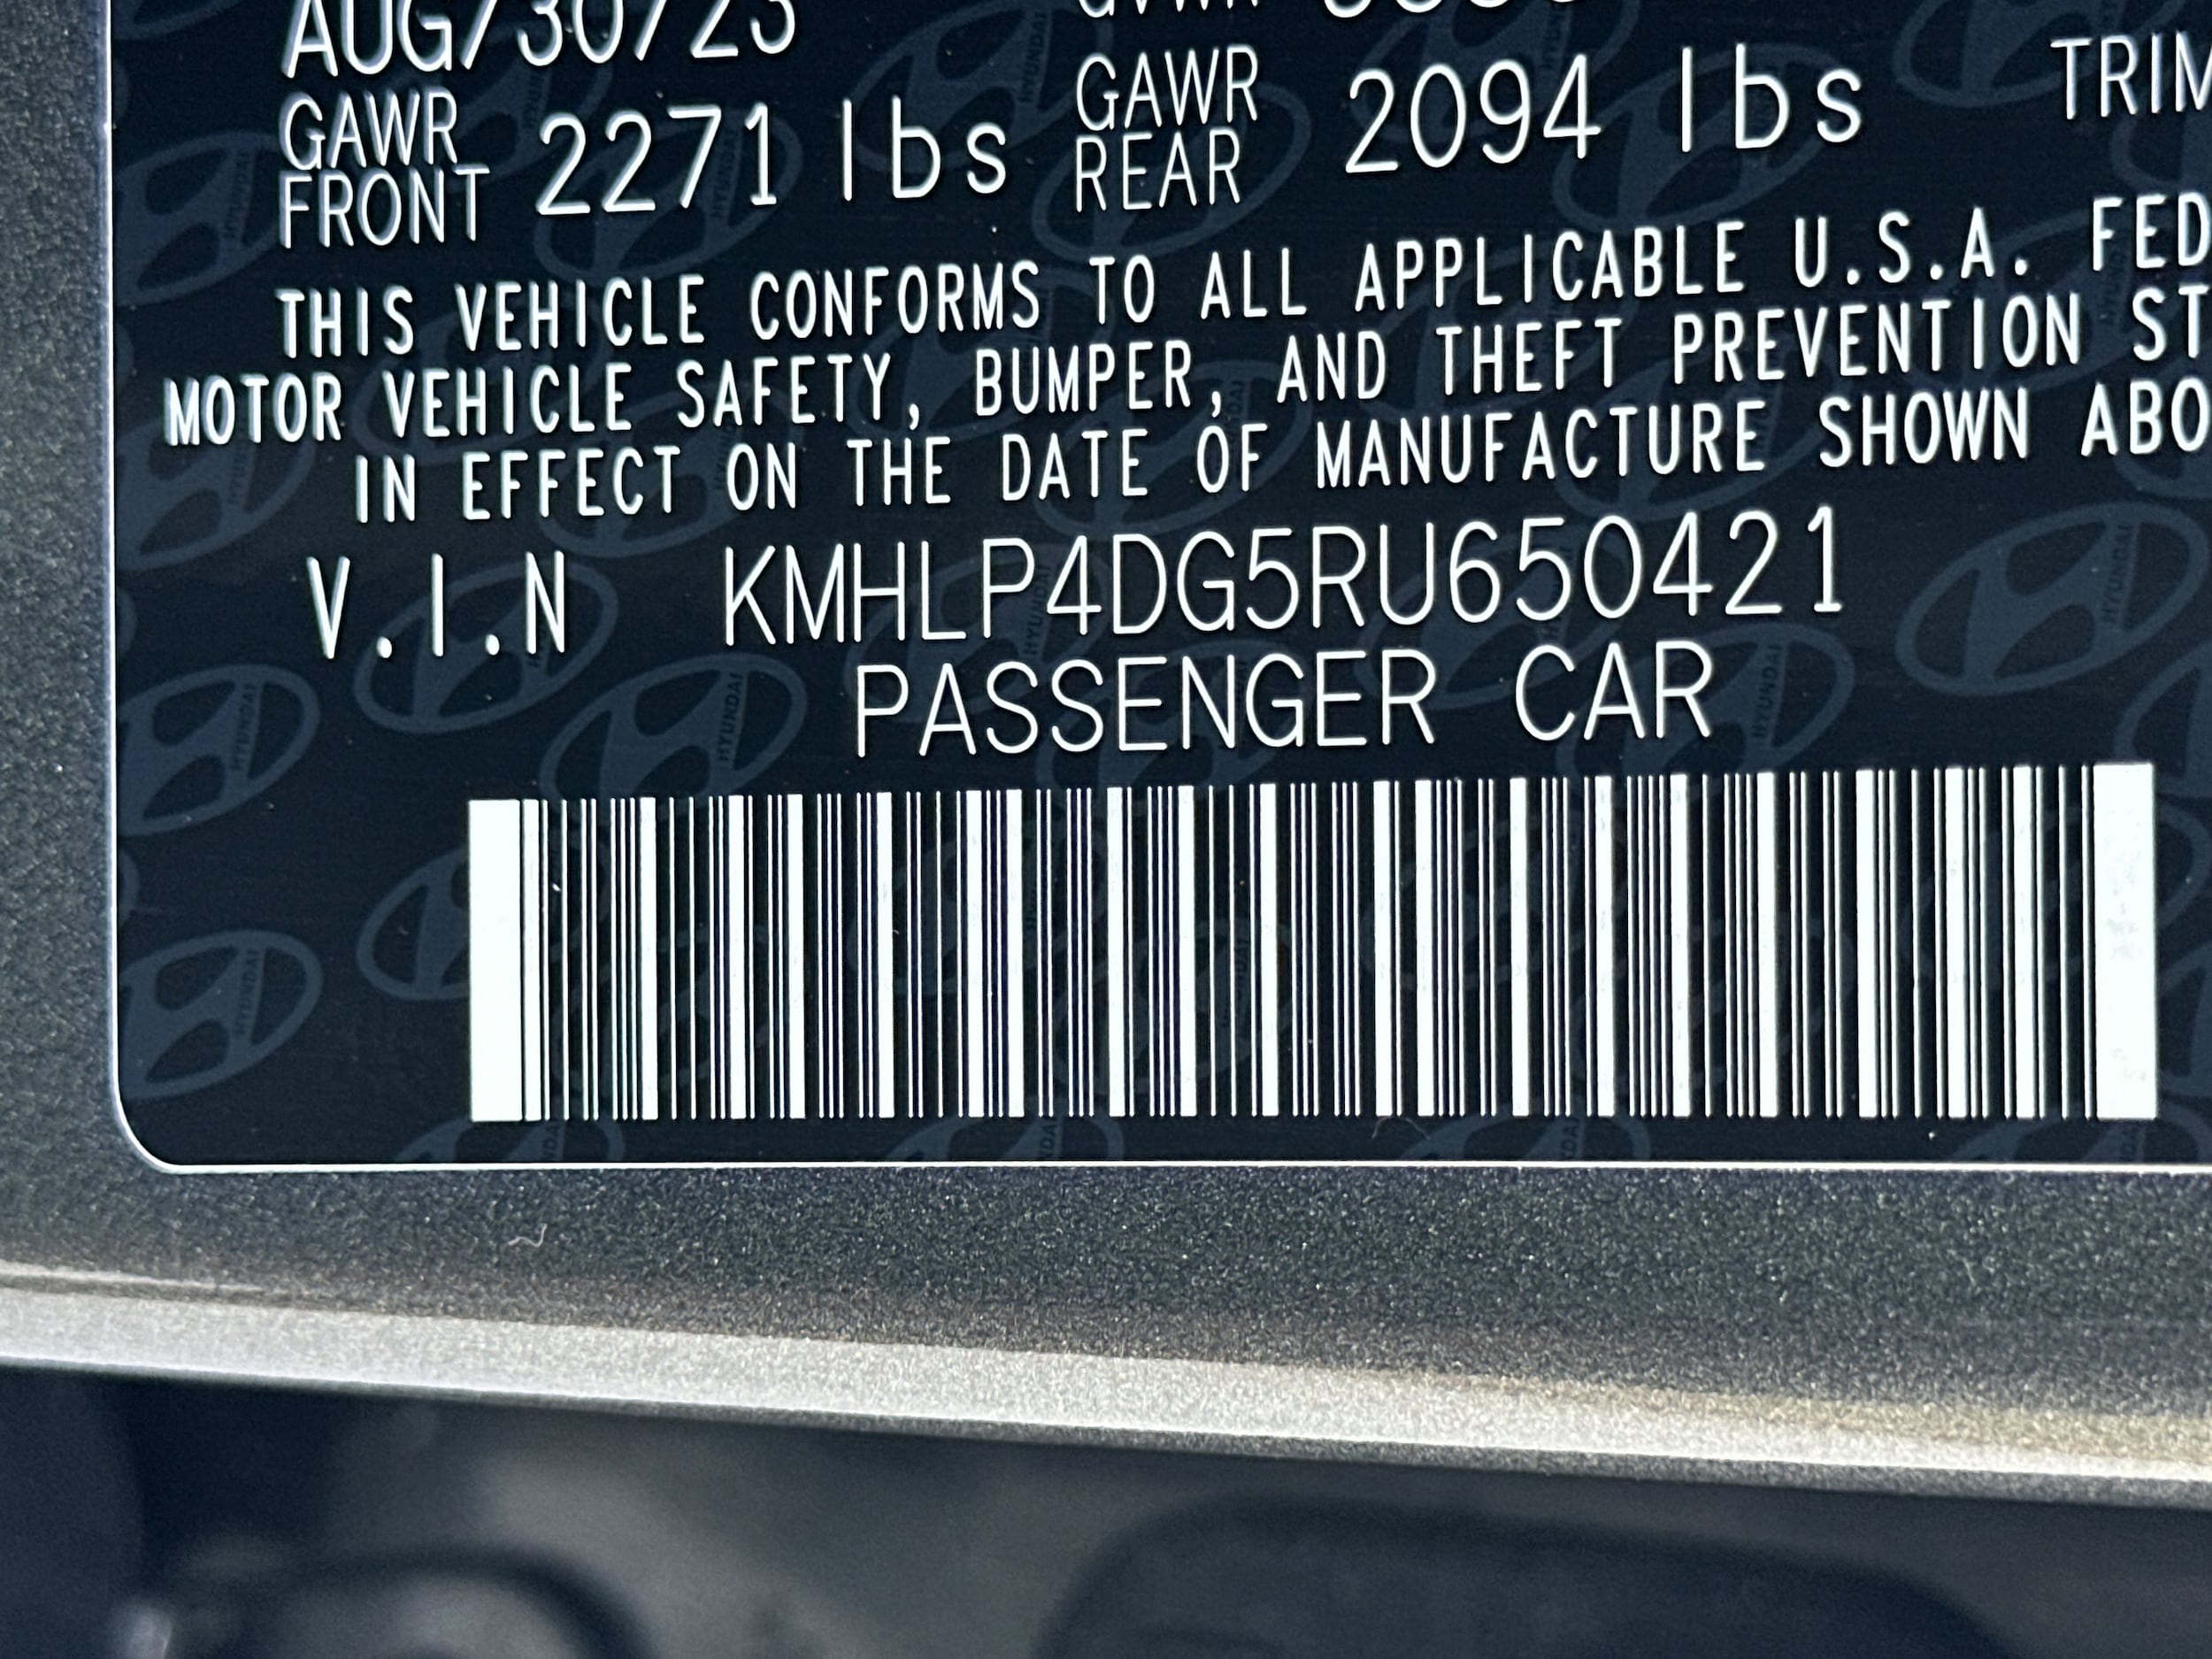 AUG/30/23 GVWR
GAWR FRONT 2271 lbs GAWR REAR 2094 lbs TRIM
THIS VEHICLE CONFORMS TO ALL APPLICABLE U.S.A. FED
MOTOR VEHICLE SAFETY, BUMPER, AND THEFT PREVENTION ST
IN EFFECT ON THE DATE OF MANUFACTURE SHOWN ABO
V.I.N KMHLP4DG5RU650421
PASSENGER CAR